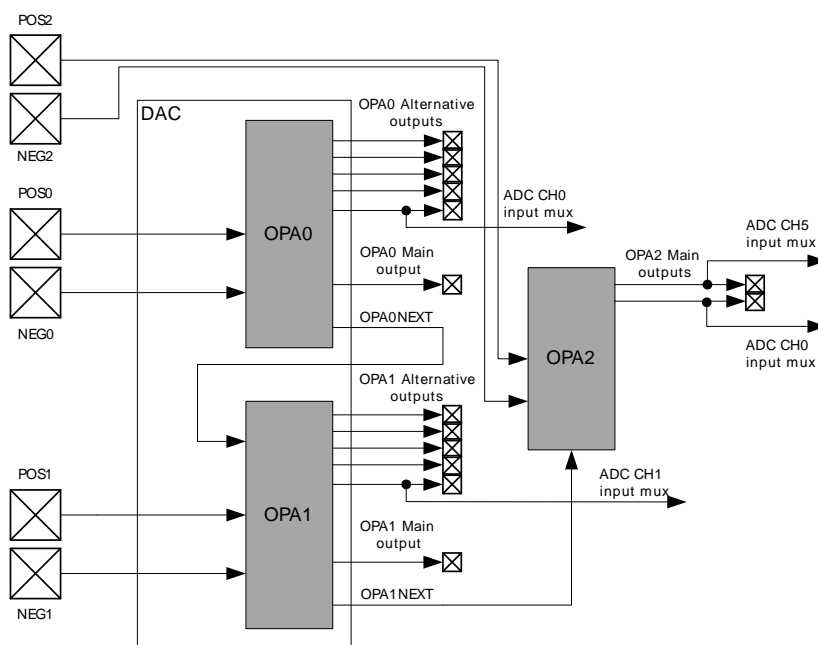 POS2
NEG2
POS0
NEG0
POS1
NEG1
DAC
OPA0 Alternative
outputs
OPA0
ADC CH0
input mux
OPA0 Main
output
OPA0NEXT
OPA1 Alternative
outputs
OPA1
ADC CH1
input mux
OPA1 Main
output
OPA1NEXT
OPA2
OPA2 Main
outputs
ADC CH5
input mux
ADC CH0
input mux